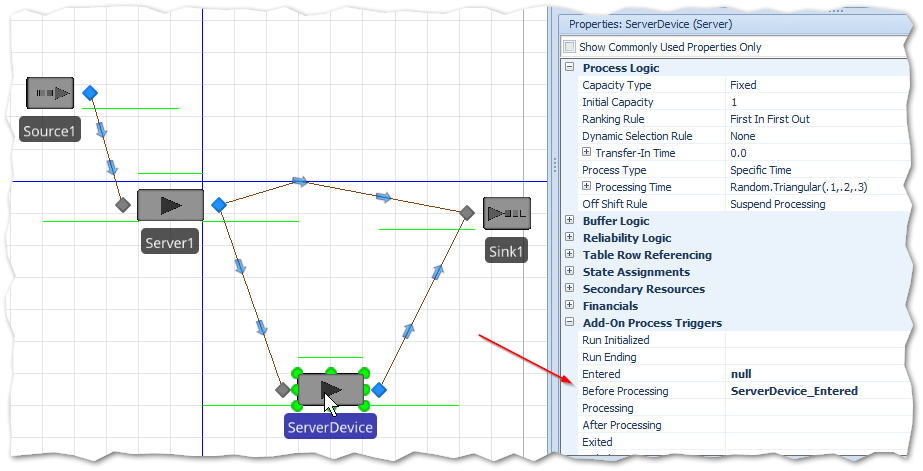 Source1
Server1
Sink1
ServerDevice
Properties: ServerDevice (Server)
Show Commonly Used Properties Only
Process Logic
Capacity Type Fixed
Initial Capacity 1
Ranking Rule First In First Out
Dynamic Selection Rule None
Transfer-In Time 0.0
Process Type Specific Time
Processing Time Random.Triangular(.1,.2,.3)
Off Shift Rule Suspend Processing
Buffer Logic
Reliability Logic
Table Row Referencing
State Assignments
Secondary Resources
Financials
Add-On Process Triggers
Run Initialized
Run Ending
Entered null
Before Processing ServerDevice_Entered
Processing
After Processing
Exited